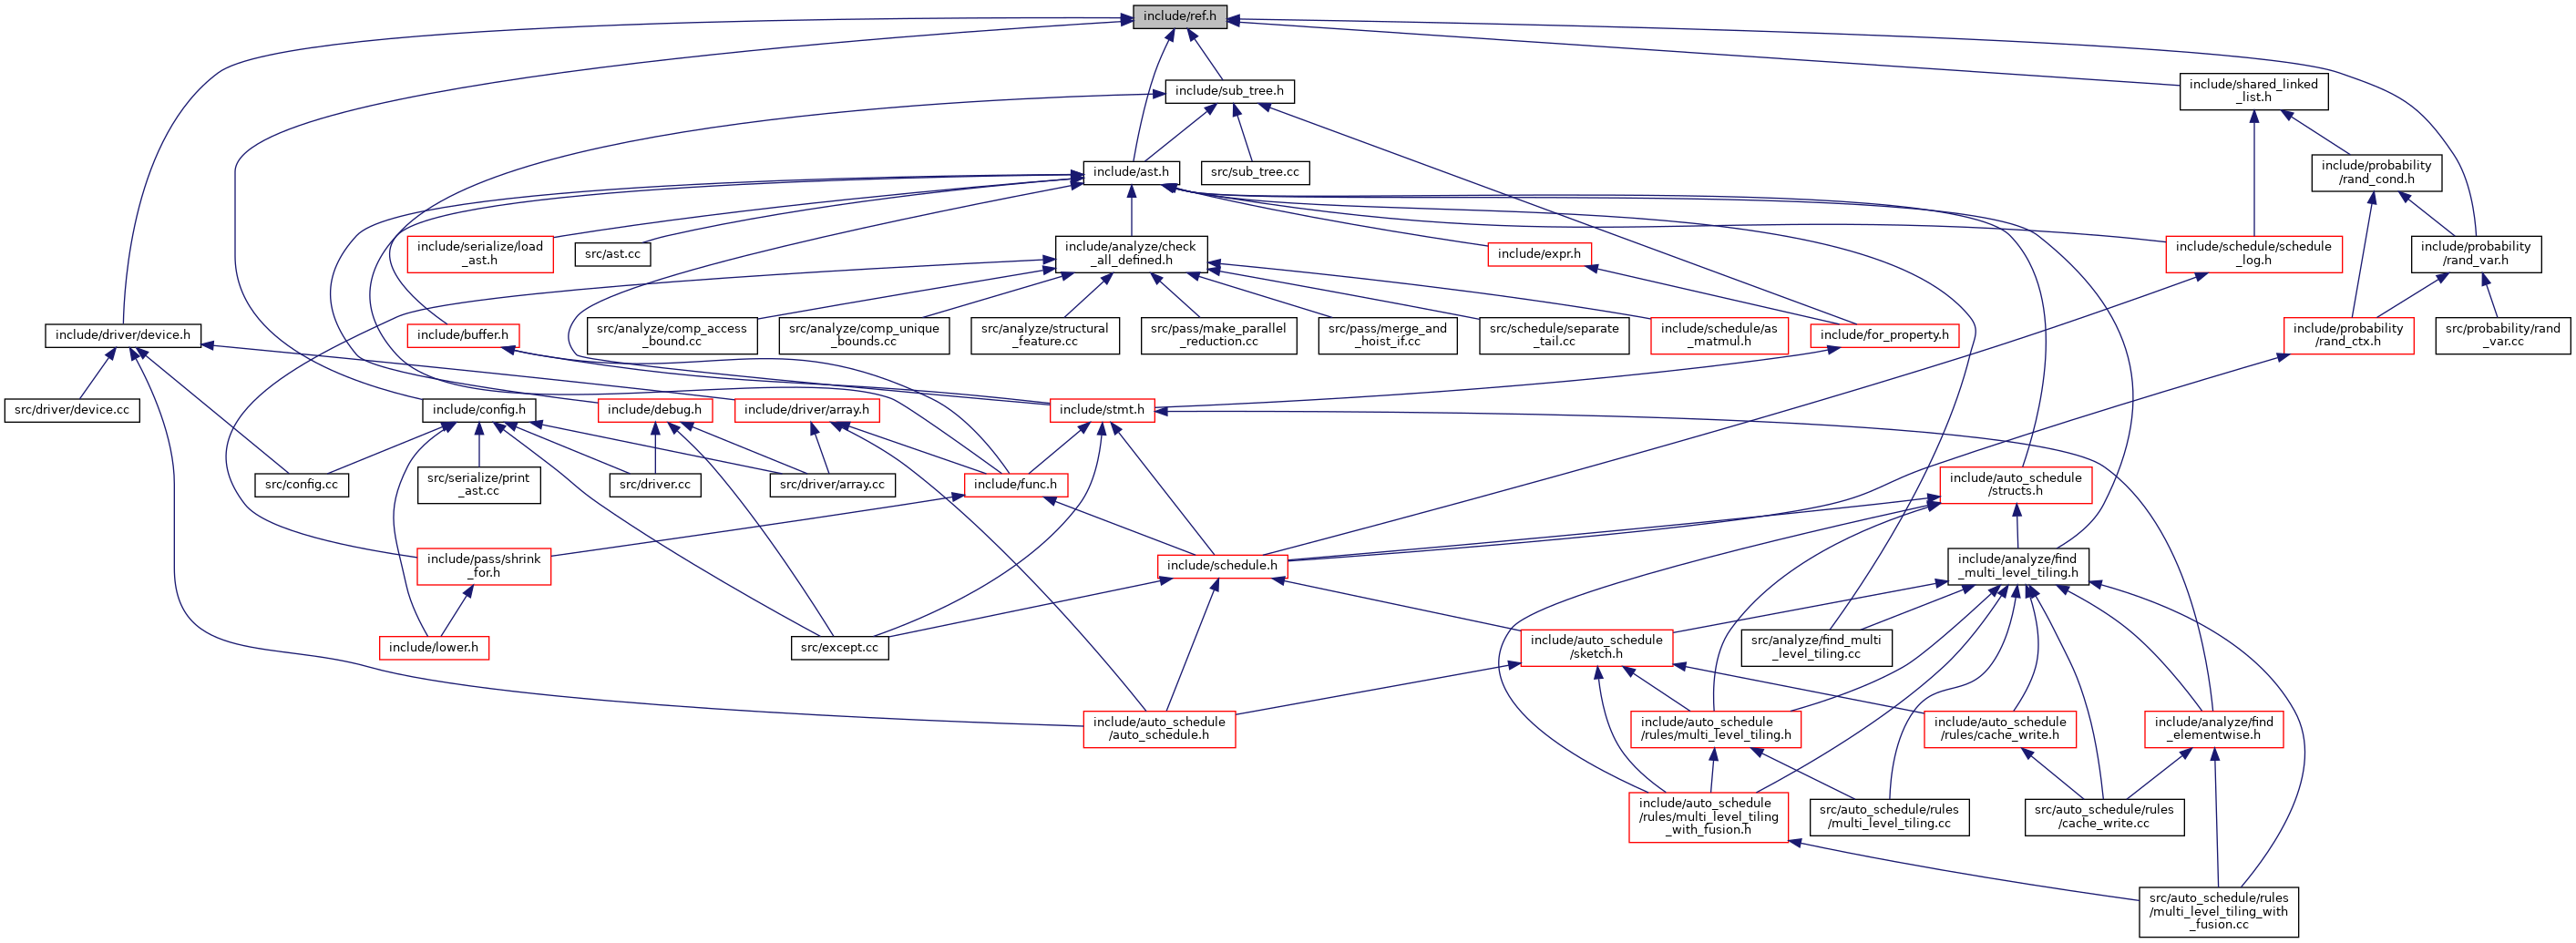 include/ref.h
include/shared_linked
_list.h
include/sub_tree.h
include/probability
/rand_cond.h
include/ast.h
src/sub_tree.cc
include/serialize/load
_ast.h
src/ast.cc
include/analyze/check
_all_defined.h
include/expr.h
include/schedule/schedule
_log.h
include/probability
/rand_var.h
include/driver/device.h
include/buffer.h
src/analyze/comp_access
_bound.cc
src/analyze/comp_unique
_bounds.cc
src/analyze/structural
_feature.cc
src/pass/make_parallel
_reduction.cc
src/pass/merge_and
_hoist_if.cc
src/schedule/separate
_tail.cc
include/schedule/as
_matmul.h
include/for_property.h
include/probability
/rand_ctx.h
src/probability/rand
_var.cc
src/driver/device.cc
include/config.h
include/debug.h
include/driver/array.h
include/stmt.h
src/config.cc
src/serialize/print
_ast.cc
src/driver.cc
src/driver/array.cc
include/func.h
include/auto_schedule
/structs.h
include/pass/shrink
_for.h
include/schedule.h
include/analyze/find
_multi_level_tiling.h
include/lower.h
src/except.cc
include/auto_schedule
/sketch.h
src/analyze/find_multi
_level_tiling.cc
include/auto_schedule
/auto_schedule.h
include/auto_schedule
/rules/multi_level_tiling.h
include/auto_schedule
/rules/cache_write.h
include/analyze/find
_elementwise.h
include/auto_schedule
/rules/multi_level_tiling
_with_fusion.h
src/auto_schedule/rules
/multi_level_tiling.cc
src/auto_schedule/rules
/cache_write.cc
src/auto_schedule/rules
/multi_level_tiling_with
_fusion.cc